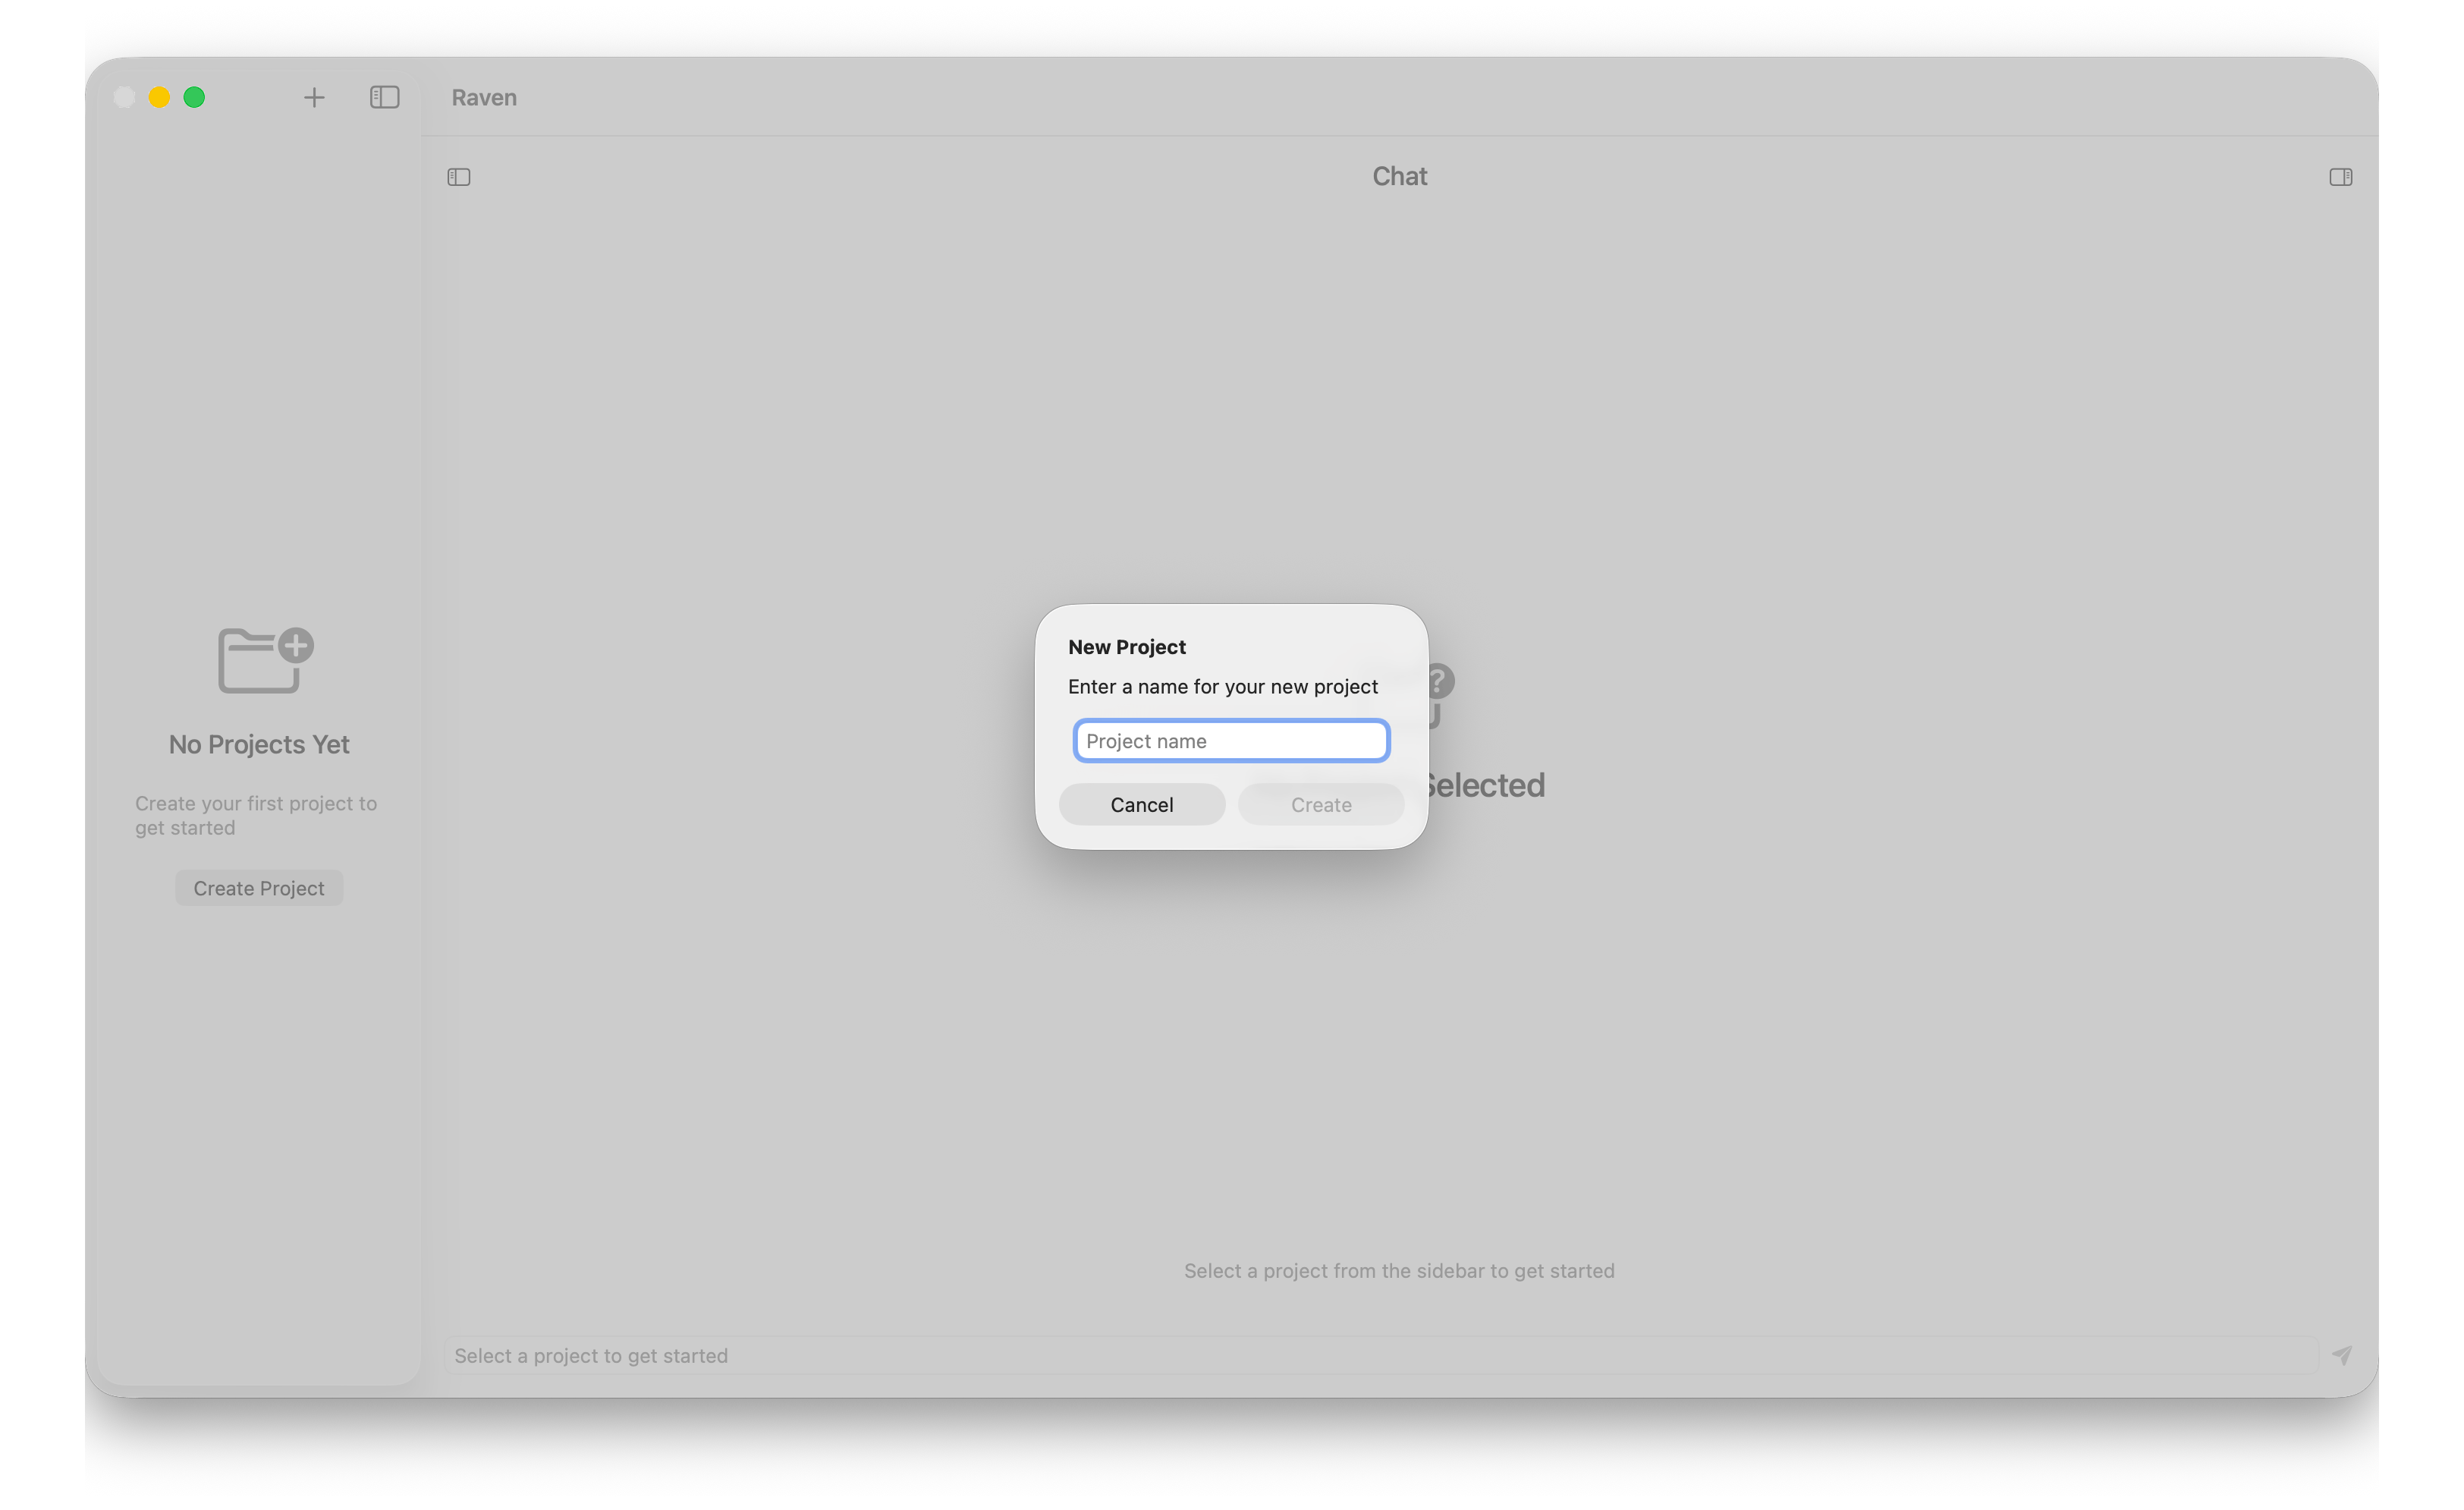 Raven
Chat
No Projects Yet
Create your first project to
get started
Create Project
New Project
Enter a name for your new project
Project name
Cancel
Create
Selected
Select a project from the sidebar to get started
Select a project to get started